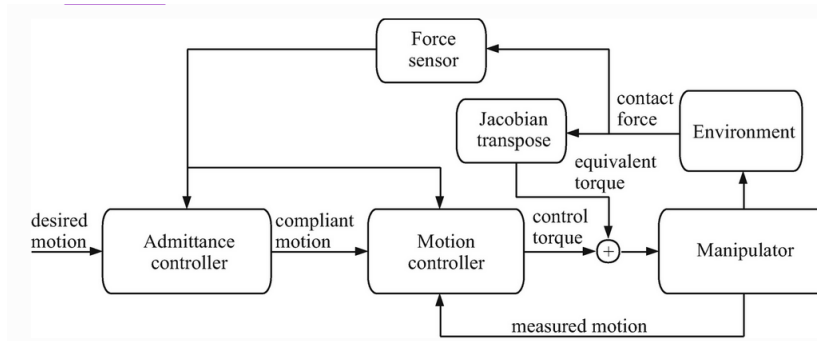 Force
sensor
contact
force
Jacobian
transpose
Environment
equivalent
torque
desired
motion
Admittance
controller
compliant
motion
Motion
controller
control
torque
+
Manipulator
measured motion